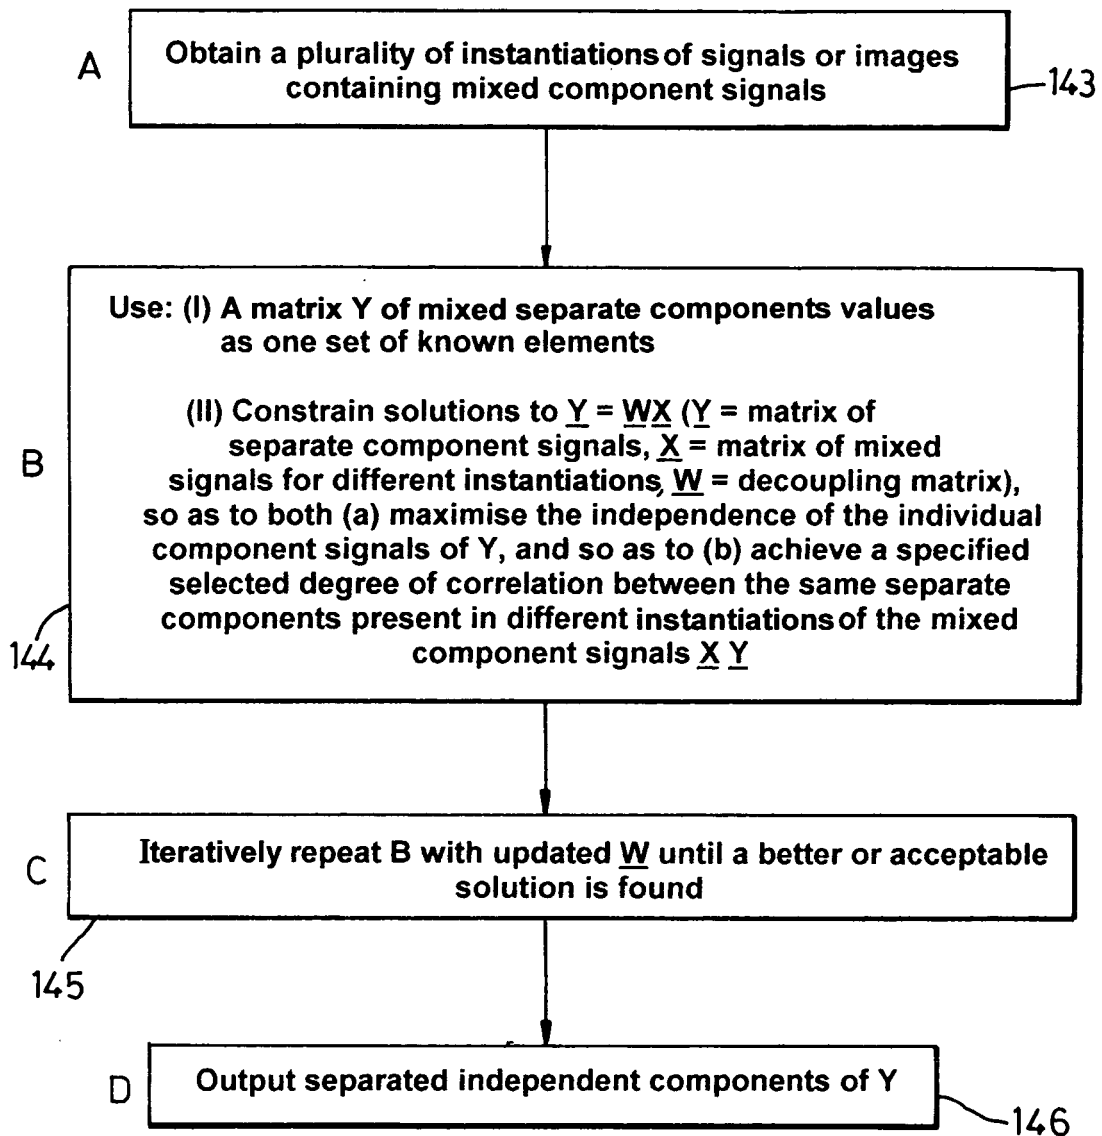 A
Obtain a plurality of instantiations of signals or images
containing mixed component signals
143
B
Use: (I) A matrix Y of mixed separate components values
as one set of known elements
(II) Constrain solutions to Y = WX (Y = matrix of
separate component signals, X = matrix of mixed
signals for different instantiations, W = decoupling matrix),
so as to both (a) maximise the independence of the individual
component signals of Y, and so as to (b) achieve a specified
selected degree of correlation between the same separate
components present in different instantiations of the mixed
component signals X Y
144
C
Iteratively repeat B with updated W until a better or acceptable
solution is found
145
D
Output separated independent components of Y
146